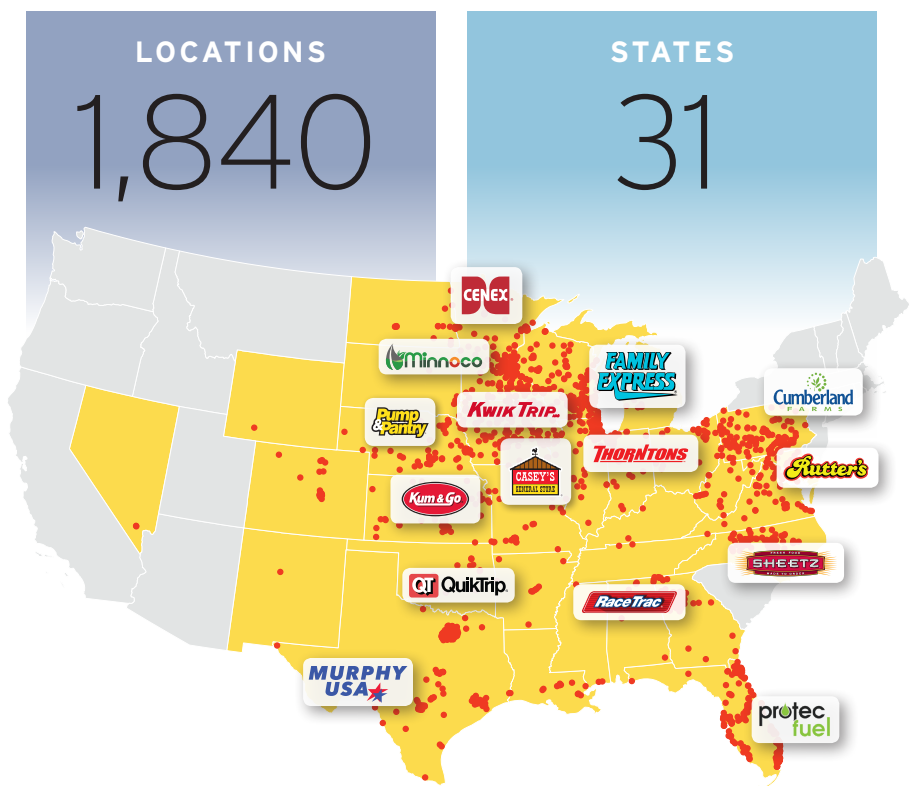 LOCATIONS
1,840
STATES
31
CENEX
Minnoco
FAMILY
EXPRESS
Cumberland
FARMS
Pump
&Pantry
KWIK TRIP
THORNTONS
Rutter's
CASEY'S
GENERAL STORE
Kum & Go
SHEETZ
QT QuikTrip
RaceTrac
MURPHY
USA
protec
fuel